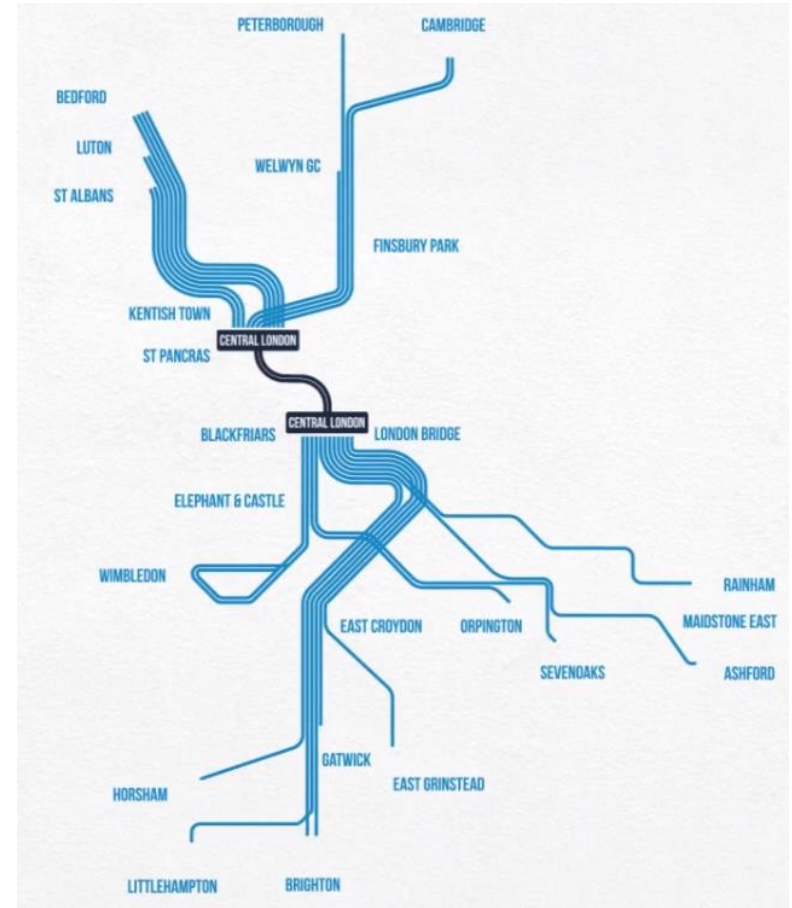 PETERBOROUGH
CAMBRIDGE
BEDFORD
LUTON
WELWYN GC
ST ALBANS
FINSBURY PARK
KENTISH TOWN
CENTRAL LONDON
ST PANCRAS
CENTRAL LONDON
BLACKFRIARS
LONDON BRIDGE
ELEPHANT & CASTLE
WIMBLEDON
RAINHAM
EAST CROYDON
ORPINGTON
MAIDSTONE EAST
SEVENOAKS
ASHFORD
GATWICK
EAST GRINSTEAD
HORSHAM
LITTLEHAMPTON
BRIGHTON